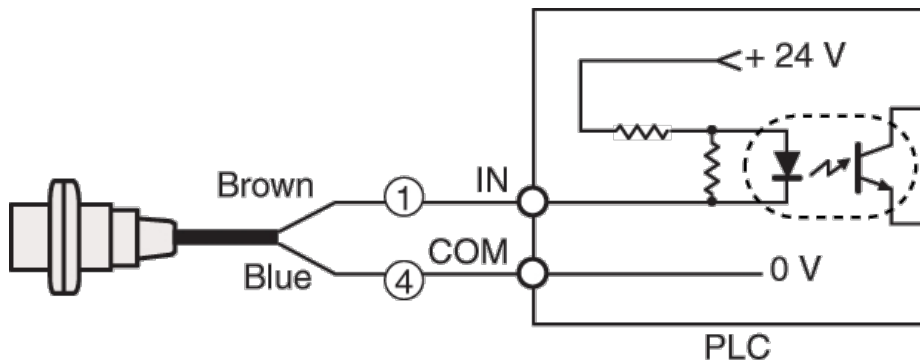 + 24 V
Brown
1
IN
Blue
4
COM
0 V
PLC